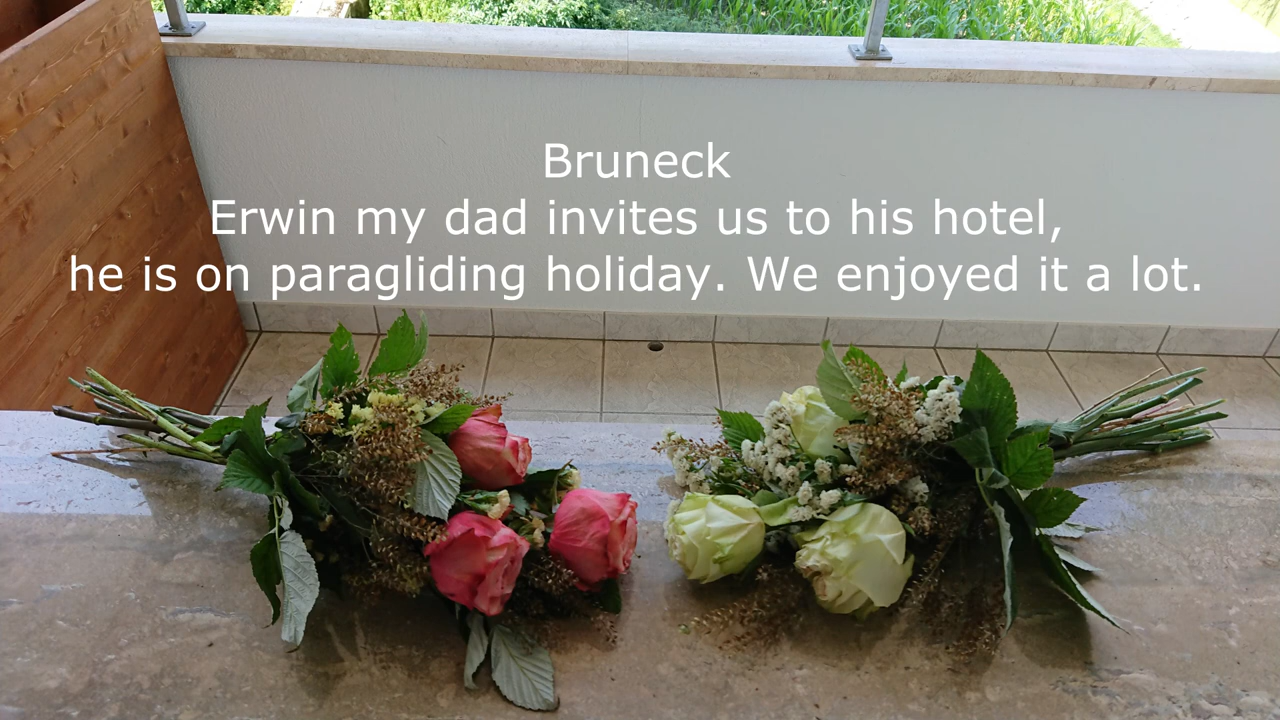 Bruneck
Erwin my dad invites us to his hotel,
he is on paragliding holiday. We enjoyed it a lot.